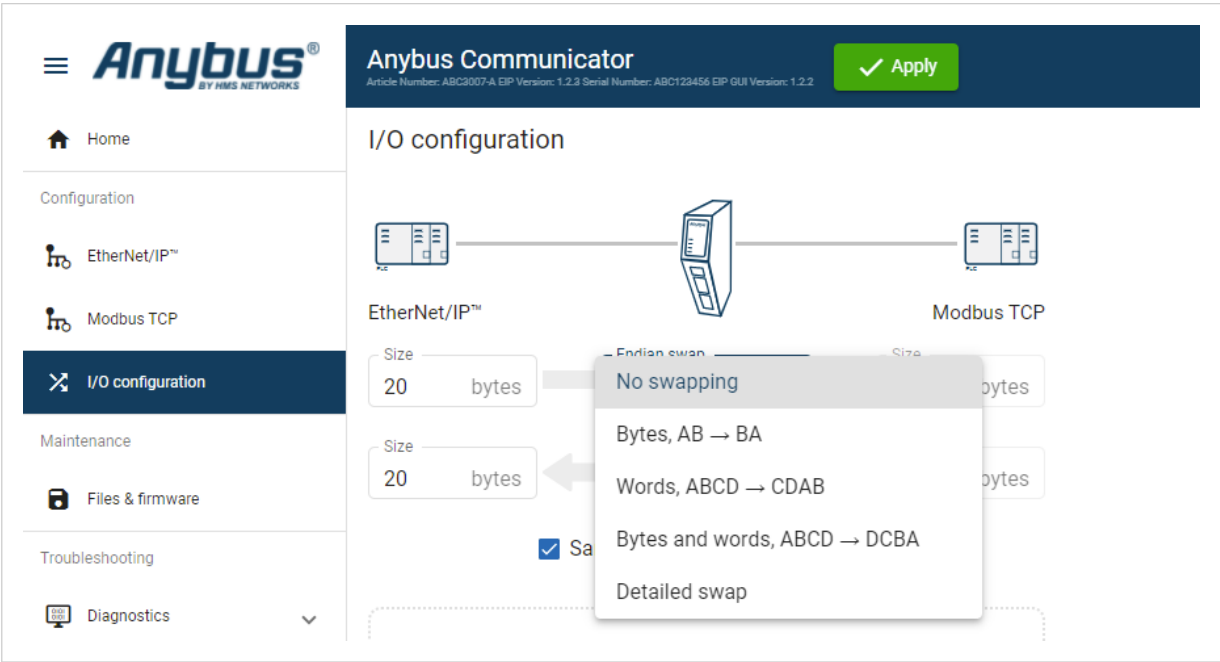 Anybus®
BY HMS NETWORKS
Anybus Communicator
Article Number: ABC3007-A EIP Version: 1.2.3 Serial Number: ABC123456 EIP GUI Version: 1.2.2
Apply
Home
Configuration
EtherNet/IP™
Modbus TCP
I/O configuration
Maintenance
Files & firmware
Troubleshooting
Diagnostics
I/O configuration
PLC
PLC
EtherNet/IP™
Modbus TCP
Size
20 bytes
Endian swap
Size
bytes
No swapping
Bytes, AB → BA
Words, ABCD → CDAB
Bytes and words, ABCD → DCBA
Detailed swap
Size
20 bytes
bytes
Sa